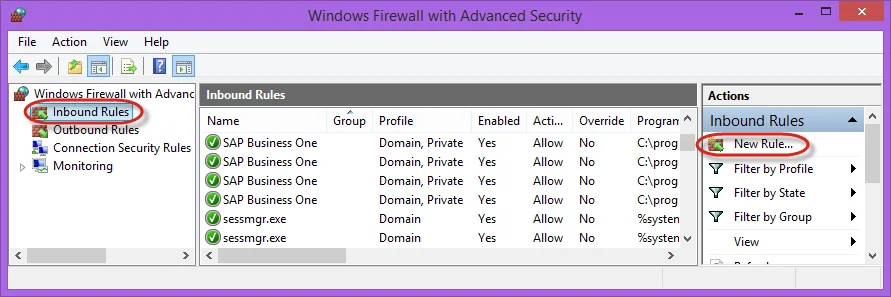 Windows Firewall with Advanced Security
File Action View Help
Windows Firewall with Advanc
Inbound Rules
Outbound Rules
Connection Security Rules
Monitoring
Inbound Rules
Name Group Profile Enabled Acti... Override Program
SAP Business One Domain, Private Yes Allow No C:\prog
SAP Business One Domain, Private Yes Allow No C:\prog
SAP Business One Domain, Private Yes Allow No C:\prog
SAP Business One Domain, Private Yes Allow No C:\prog
sessmgr.exe Domain Yes Allow No %system
sessmgr.exe Domain Yes Allow No %system
Actions
Inbound Rules
New Rule...
Filter by Profile
Filter by State
Filter by Group
View